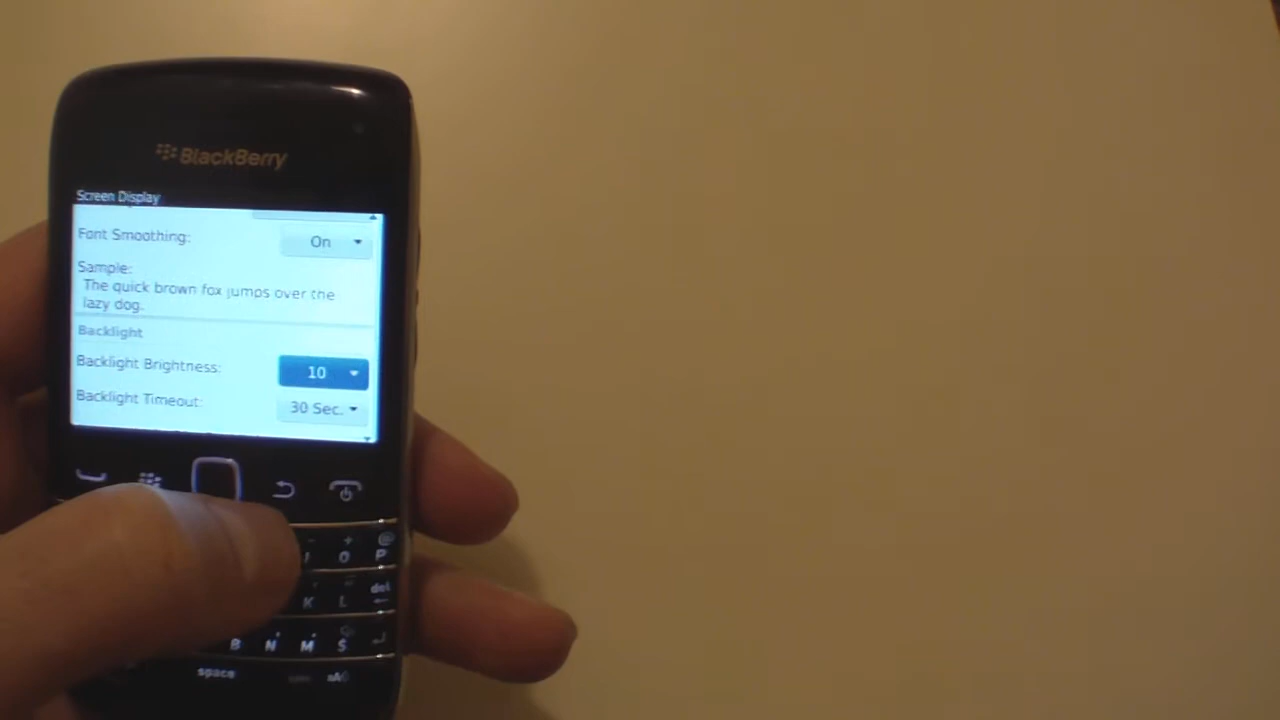 BlackBerry
Screen Display
Font Smoothing:
On
Sample:
The quick brown fox jumps over the
lazy dog.
Backlight
Backlight Brightness:
10
Backlight Timeout:
30 Sec.
+ @
O P
del
K L
B N M $
space